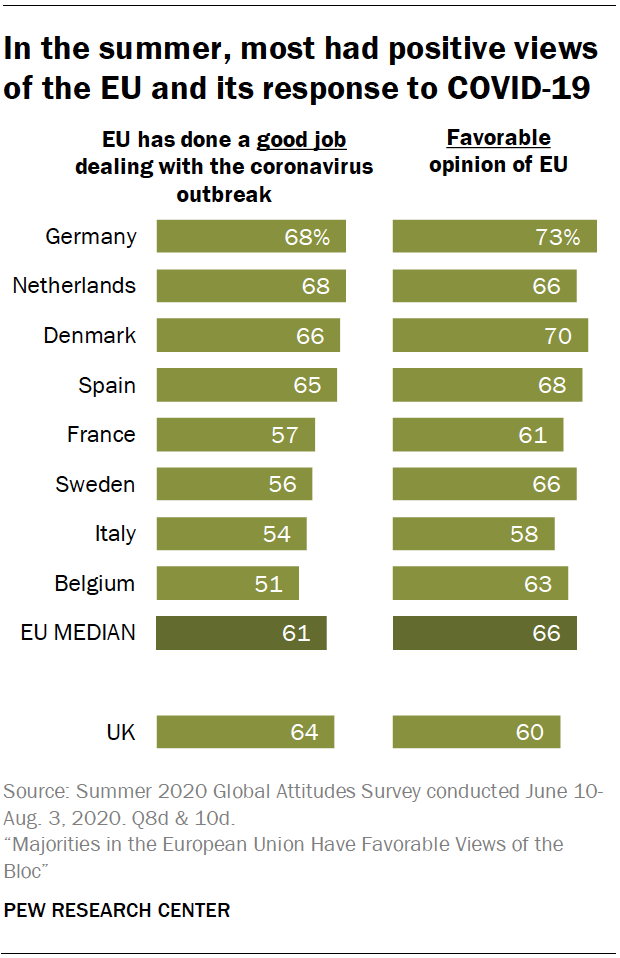 In the summer, most had positive views
of the EU and its response to COVID-19
EU has done a good job
dealing with the coronavirus
outbreak
Favorable
opinion of EU
Germany 68% 73%
Netherlands 68 66
Denmark 66 70
Spain 65 68
France 57 61
Sweden 56 66
Italy 54 58
Belgium 51 63
EU MEDIAN 61 66
UK 64 60
Source: Summer 2020 Global Attitudes Survey conducted June 10-
Aug. 3, 2020. Q8d & 10d.
“Majorities in the European Union Have Favorable Views of the
Bloc”
PEW RESEARCH CENTER